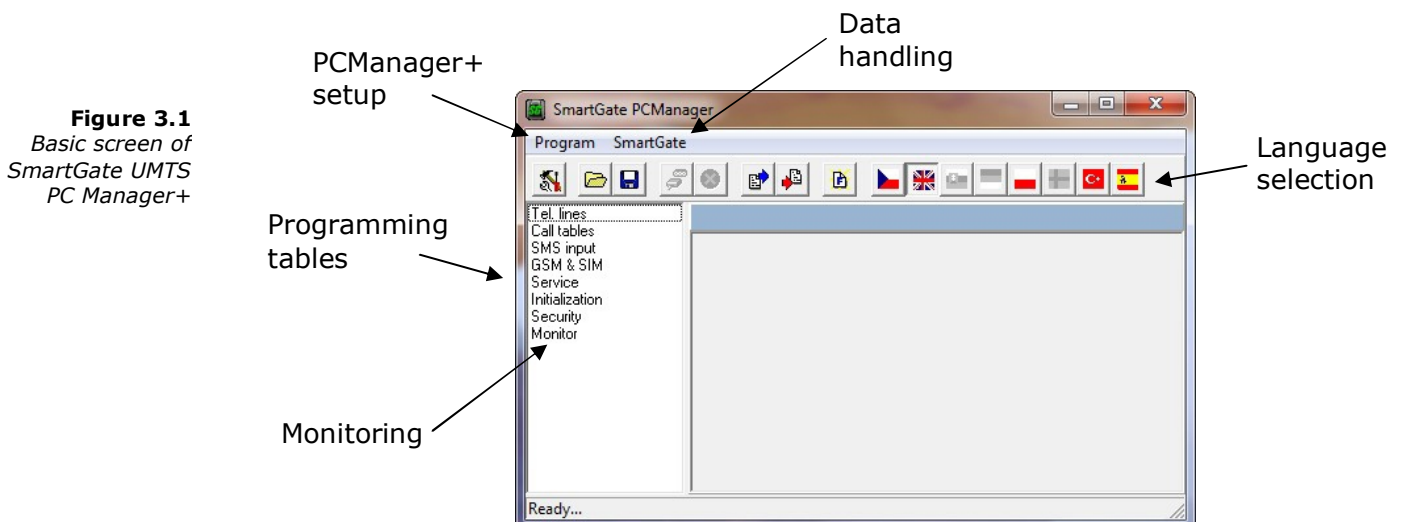 Data
handling
PCManager+
setup
Figure 3.1
Basic screen of
SmartGate UMTS
PC Manager+
SmartGate PCManager
Program SmartGate
Language
selection
Programming
tables
Tel. lines
Call tables
SMS input
GSM & SIM
Service
Initialization
Security
Monitor
Monitoring
Ready...